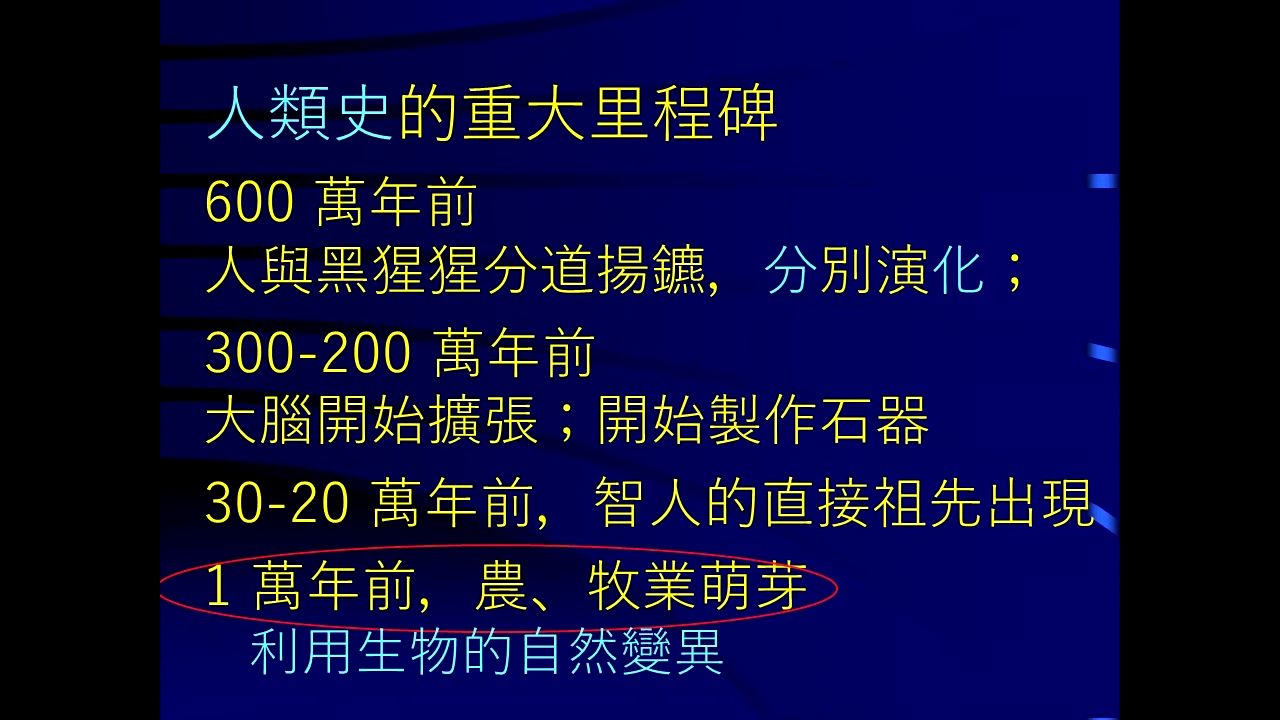 人類史的重大里程碑
600 萬年前
人與黑猩猩分道揚鑣，分別演化；
300-200 萬年前
大腦開始擴張；開始製作石器
30-20 萬年前，智人的直接祖先出現
1 萬年前，農、牧業萌芽
利用生物的自然變異